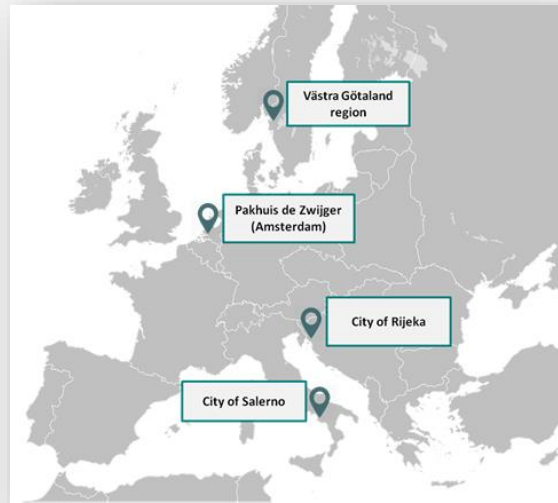 Västra Götaland
region
Pakhuis de Zwijger
(Amsterdam)
City of Rijeka
City of Salerno